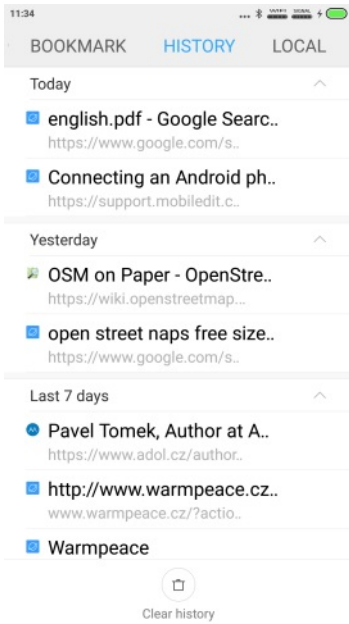 11:34
BOOKMARK HISTORY LOCAL
Today
english.pdf - Google Searc..
https://www.google.com/s..
Connecting an Android ph..
https://support.mobiledit.c..
Yesterday
OSM on Paper - OpenStre..
https://wiki.openstreetmap...
open street naps free size..
https://www.google.com/s..
Last 7 days
Pavel Tomek, Author at A..
https://www.adol.cz/author..
http://www.warmpeace.cz..
www.warmpeace.cz/?actio..
Warmpeace
Clear history